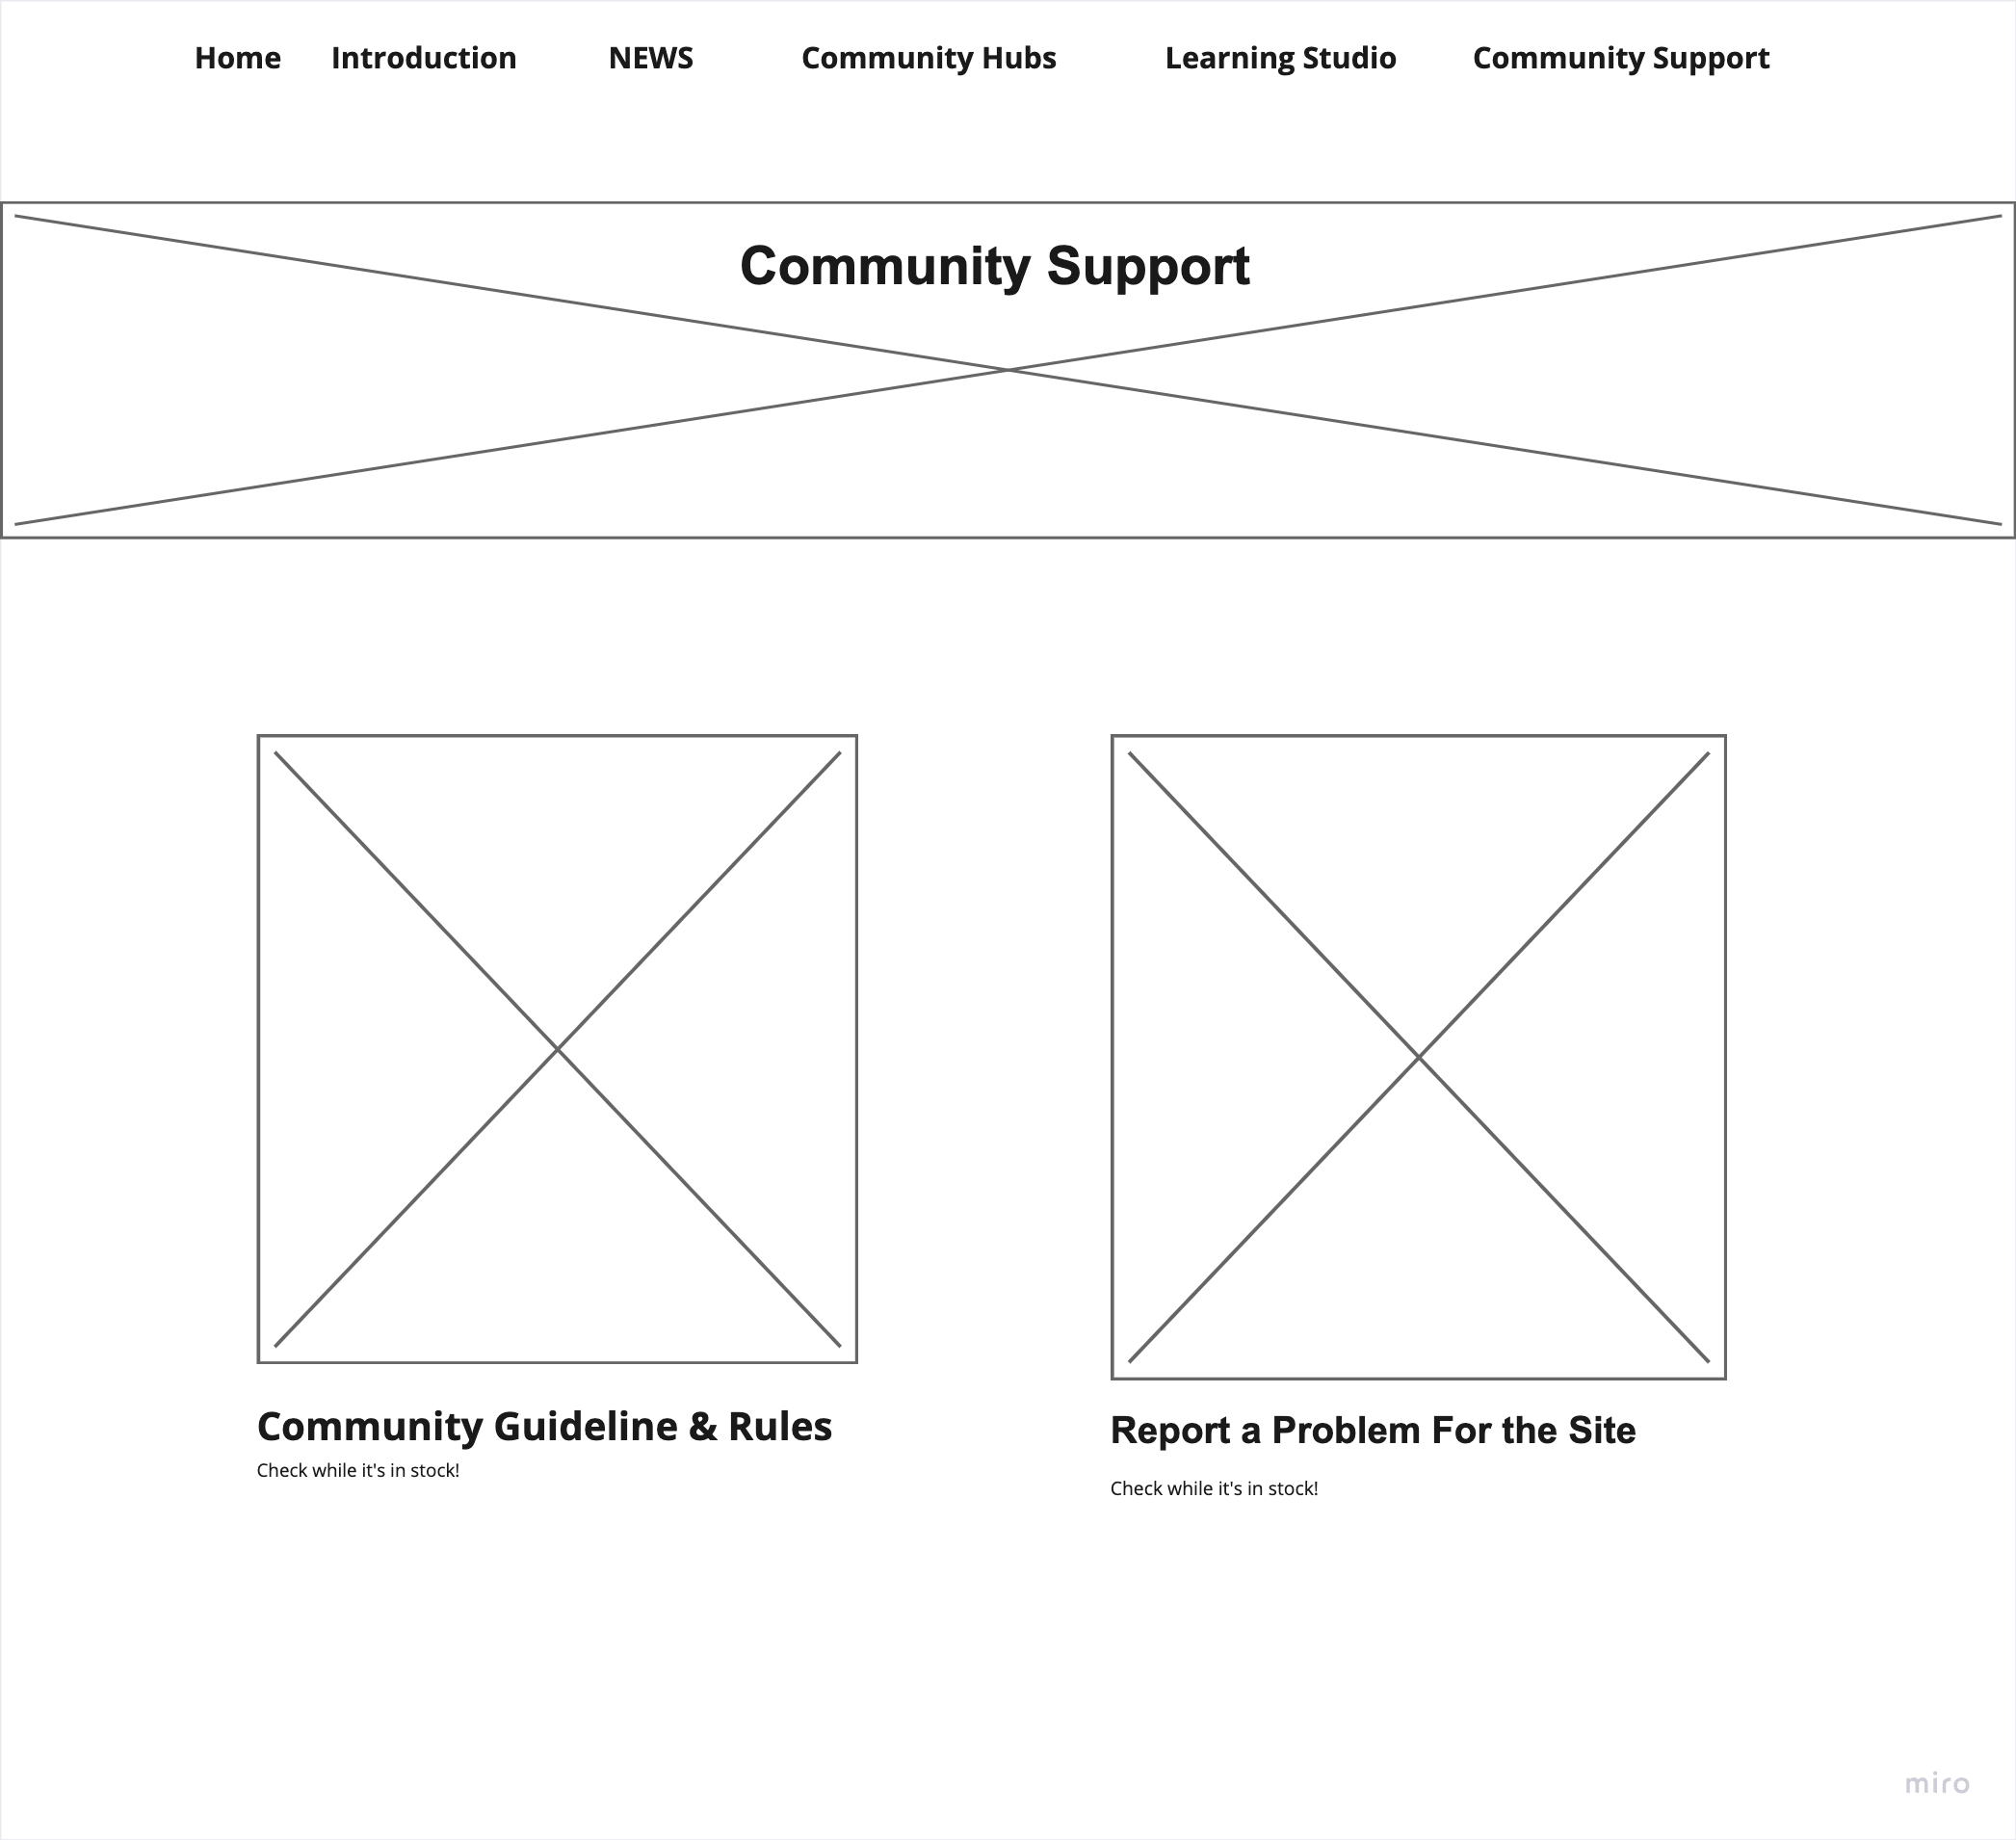 Home Introduction NEWS Community Hubs Learning Studio Community Support
Community Support
Community Guideline & Rules
Check while it's in stock!
Report a Problem For the Site
Check while it's in stock!
miro